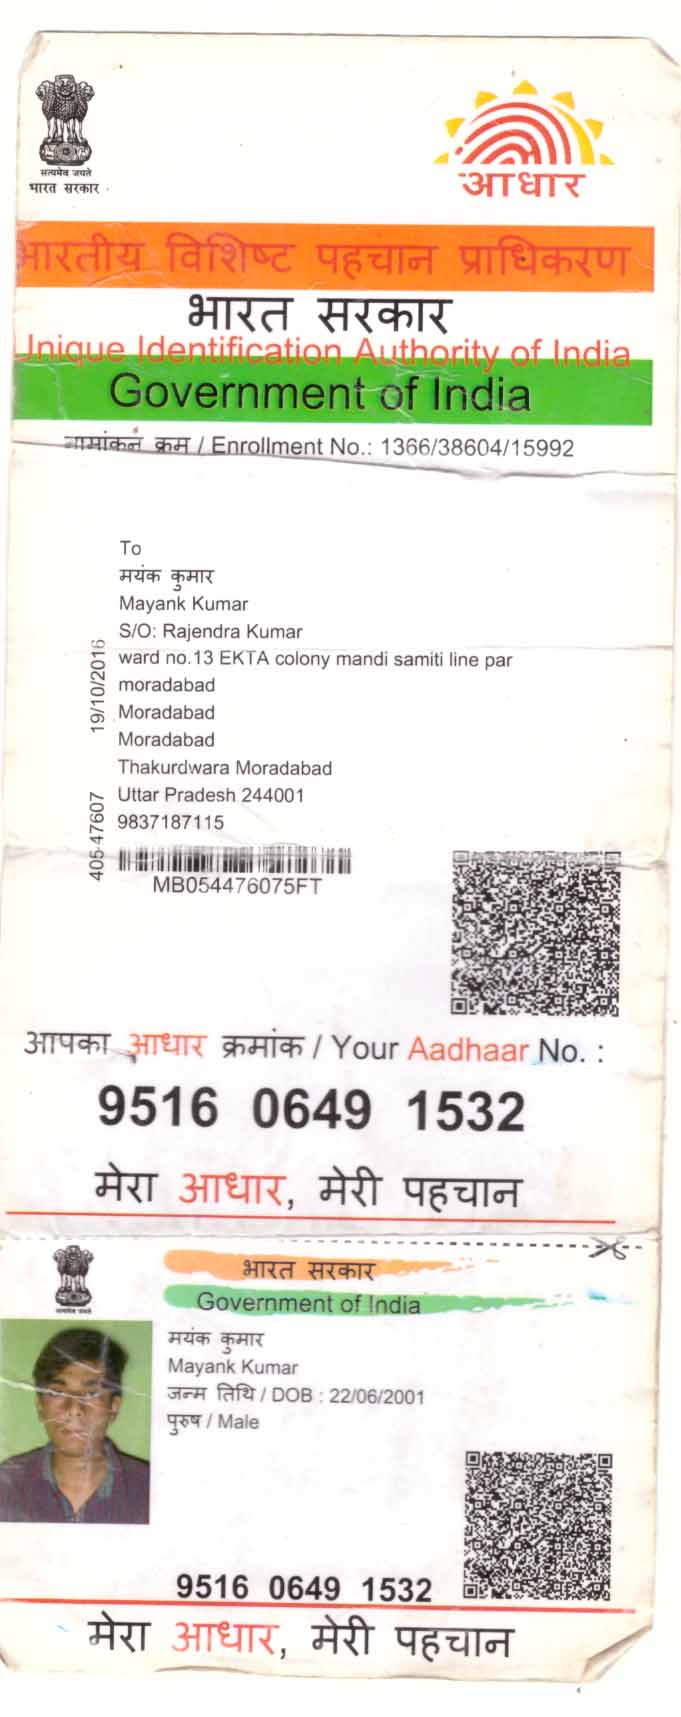 सत्यमेव जयते
भारत सरकार
आधार
भारतीय विशिष्ट पहचान प्राधिकरण
भारत सरकार
Unique Identification Authority of India
Government of India
नामांकन क्रम / Enrollment No.: 1366/38604/15992
To
मयंक कुमार
Mayank Kumar
S/O: Rajendra Kumar
ward no.13 EKTA colony mandi samiti line par
moradabad
Moradabad
Moradabad
Thakurdwara Moradabad
Uttar Pradesh 244001
9837187115
19/10/2016
40547607
MB054476075FT
आपका आधार क्रमांक / Your Aadhaar No. :
9516 0649 1532
मेरा आधार, मेरी पहचान
भारत सरकार
Government of India
मयंक कुमार
Mayank Kumar
जन्म तिथि / DOB : 22/06/2001
पुरुष / Male
9516 0649 1532
मेरा आधार, मेरी पहचान